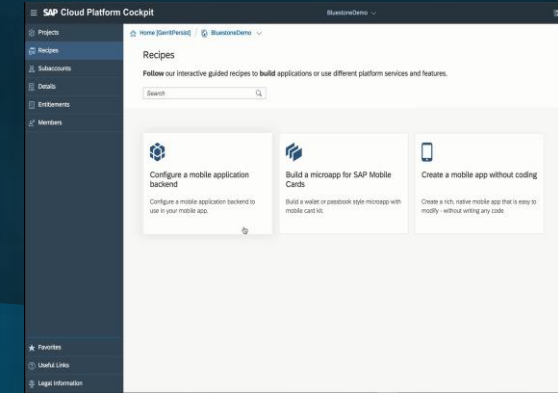 SAP Cloud Platform Cockpit
BluestoneDemo
Projects
Home [GerritPersist] / BluestoneDemo
Recipes
Recipes
Subaccounts
Follow our interactive guided recipes to build applications or use different platform services and features.
Details
Search
Entitlements
Members
Configure a mobile application backend
Configure a mobile application backend to
use in your mobile app.
Build a microapp for SAP Mobile
Cards
Build a wallet or passbook style microapp with
mobile card kit.
Create a mobile app without coding
Create a rich, native mobile app that is easy to
modify - without writing any code.
Favorites
Useful Links
Legal Information